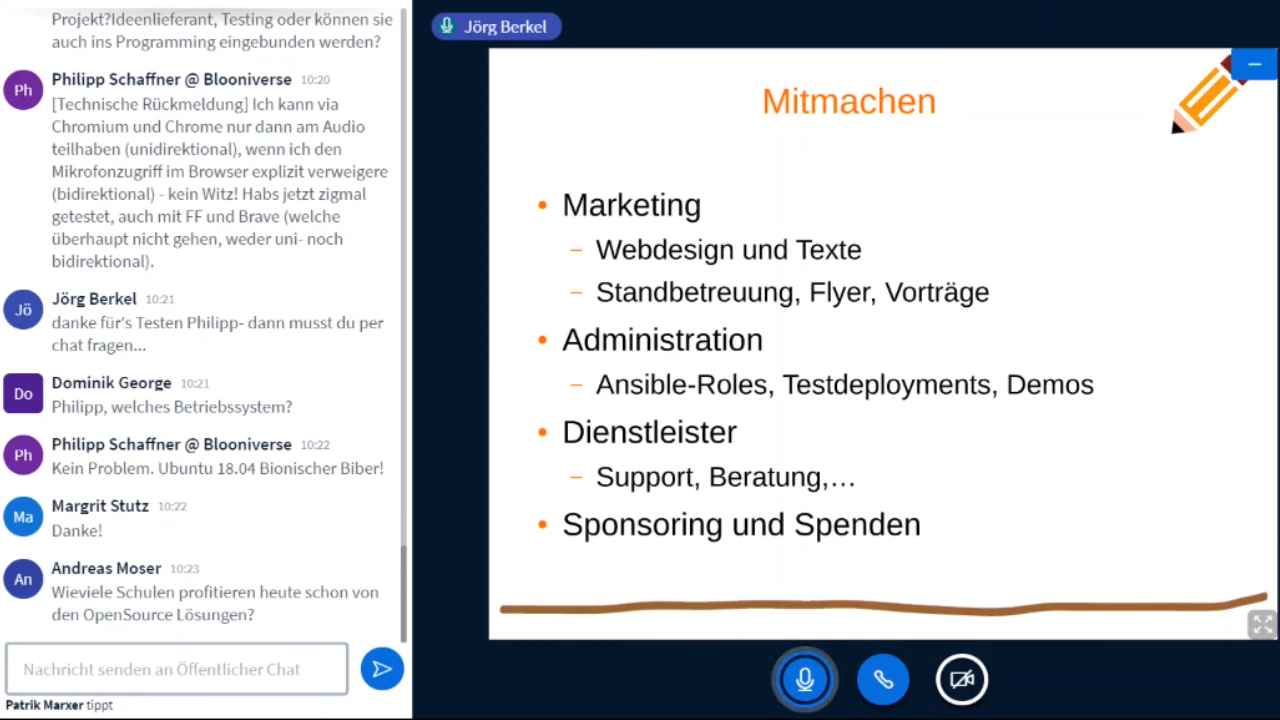 Projekt?Ideenlieferant, Testing oder können sie
auch ins Programming eingebunden werden?
Ph
Philipp Schaffner @ Blooniverse 10:20
[Technische Rückmeldung] Ich kann via
Chromium und Chrome nur dann am Audio
teilhaben (unidirektional), wenn ich den
Mikrofonzugriff im Browser explizit verweigere
(bidirektional) - kein Witz! Habs jetzt zigmal
getestet, auch mit FF und Brave (welche
überhaupt nicht gehen, weder uni- noch
bidirektional).
Jö
Jörg Berkel 10:21
danke für's Testen Philipp- dann musst du per
chat fragen...
Do
Dominik George 10:21
Philipp, welches Betriebssystem?
Ph
Philipp Schaffner @ Blooniverse 10:22
Kein Problem. Ubuntu 18.04 Bionischer Biber!
Ma
Margrit Stutz 10:22
Danke!
An
Andreas Moser 10:23
Wieviele Schulen profitieren heute schon von
den OpenSource Lösungen?
Nachricht senden an Öffentlicher Chat
Patrik Marxer tippt
Jörg Berkel
Mitmachen
• Marketing
– Webdesign und Texte
– Standbetreuung, Flyer, Vorträge
• Administration
– Ansible-Roles, Testdeployments, Demos
• Dienstleister
– Support, Beratung,…
• Sponsoring und Spenden